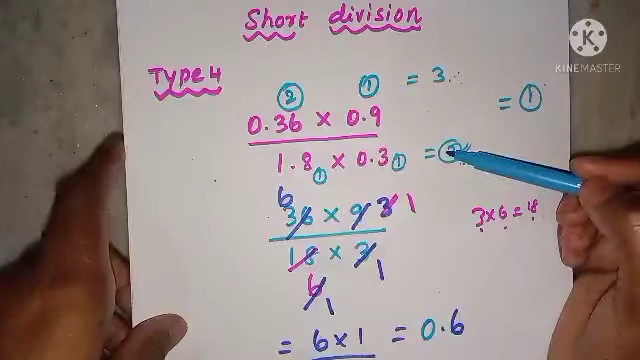 Short division
KINEMASTER
Type 4
② ① = 3
= ①
0.36 × 0.9
1.8 ① × 0.3 ① =
6
36 × 9 3 1
3 × 6 = 18
18 × 3
6 1 1
= 6 × 1 = 0.6